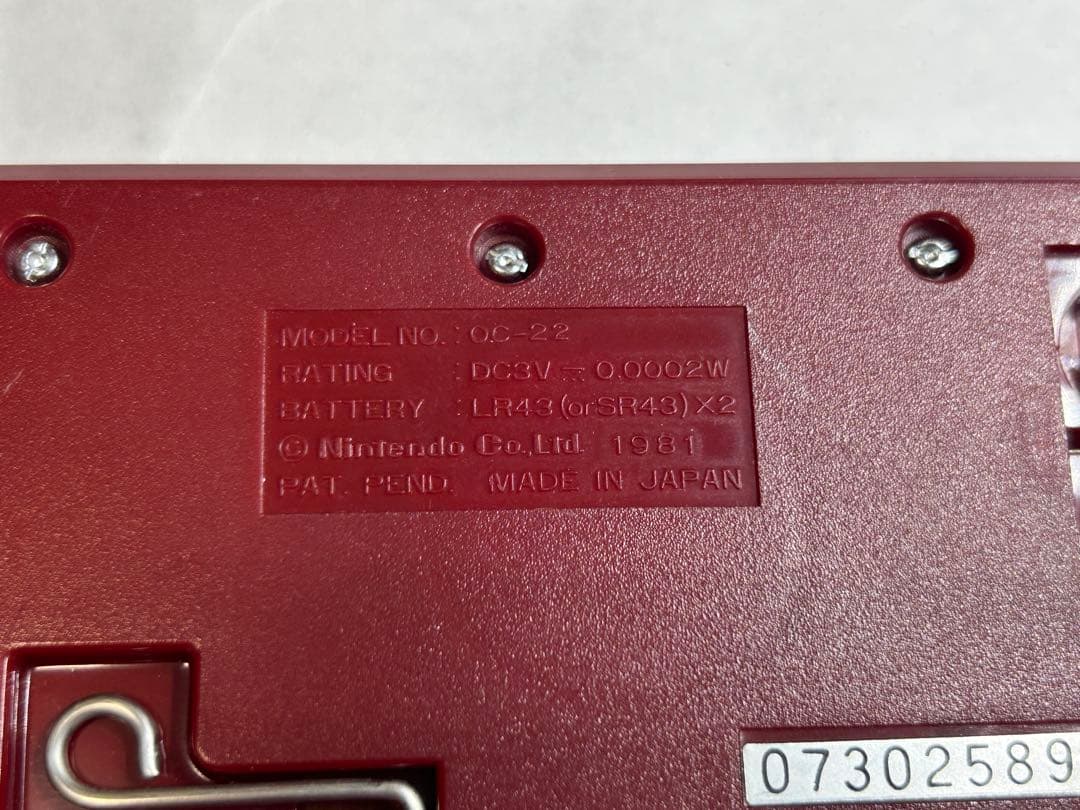 MODEL NO. : OC-22
RATING : DC3V ⎓ 0.0002W
BATTERY : LR43 (or SR43) X2
© Nintendo Co.,Ltd. 1981
PAT. PEND. MADE IN JAPAN
07302589